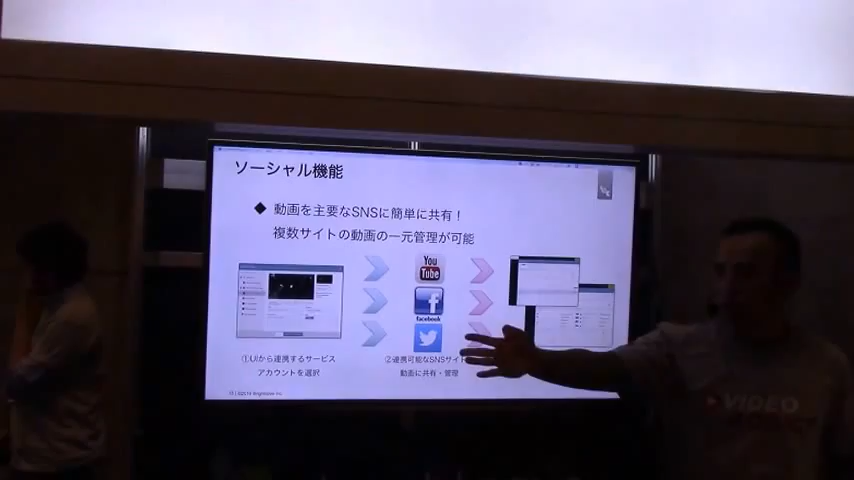 ソーシャル機能
◆ 動画を主要なSNSに簡単に共有！
複数サイトの動画の一元管理が可能
You
Tube
facebook
①UIから連携するサービス
アカウントを選択
②連携可能なSNSサイ
動画に共有・管理
VIDEO